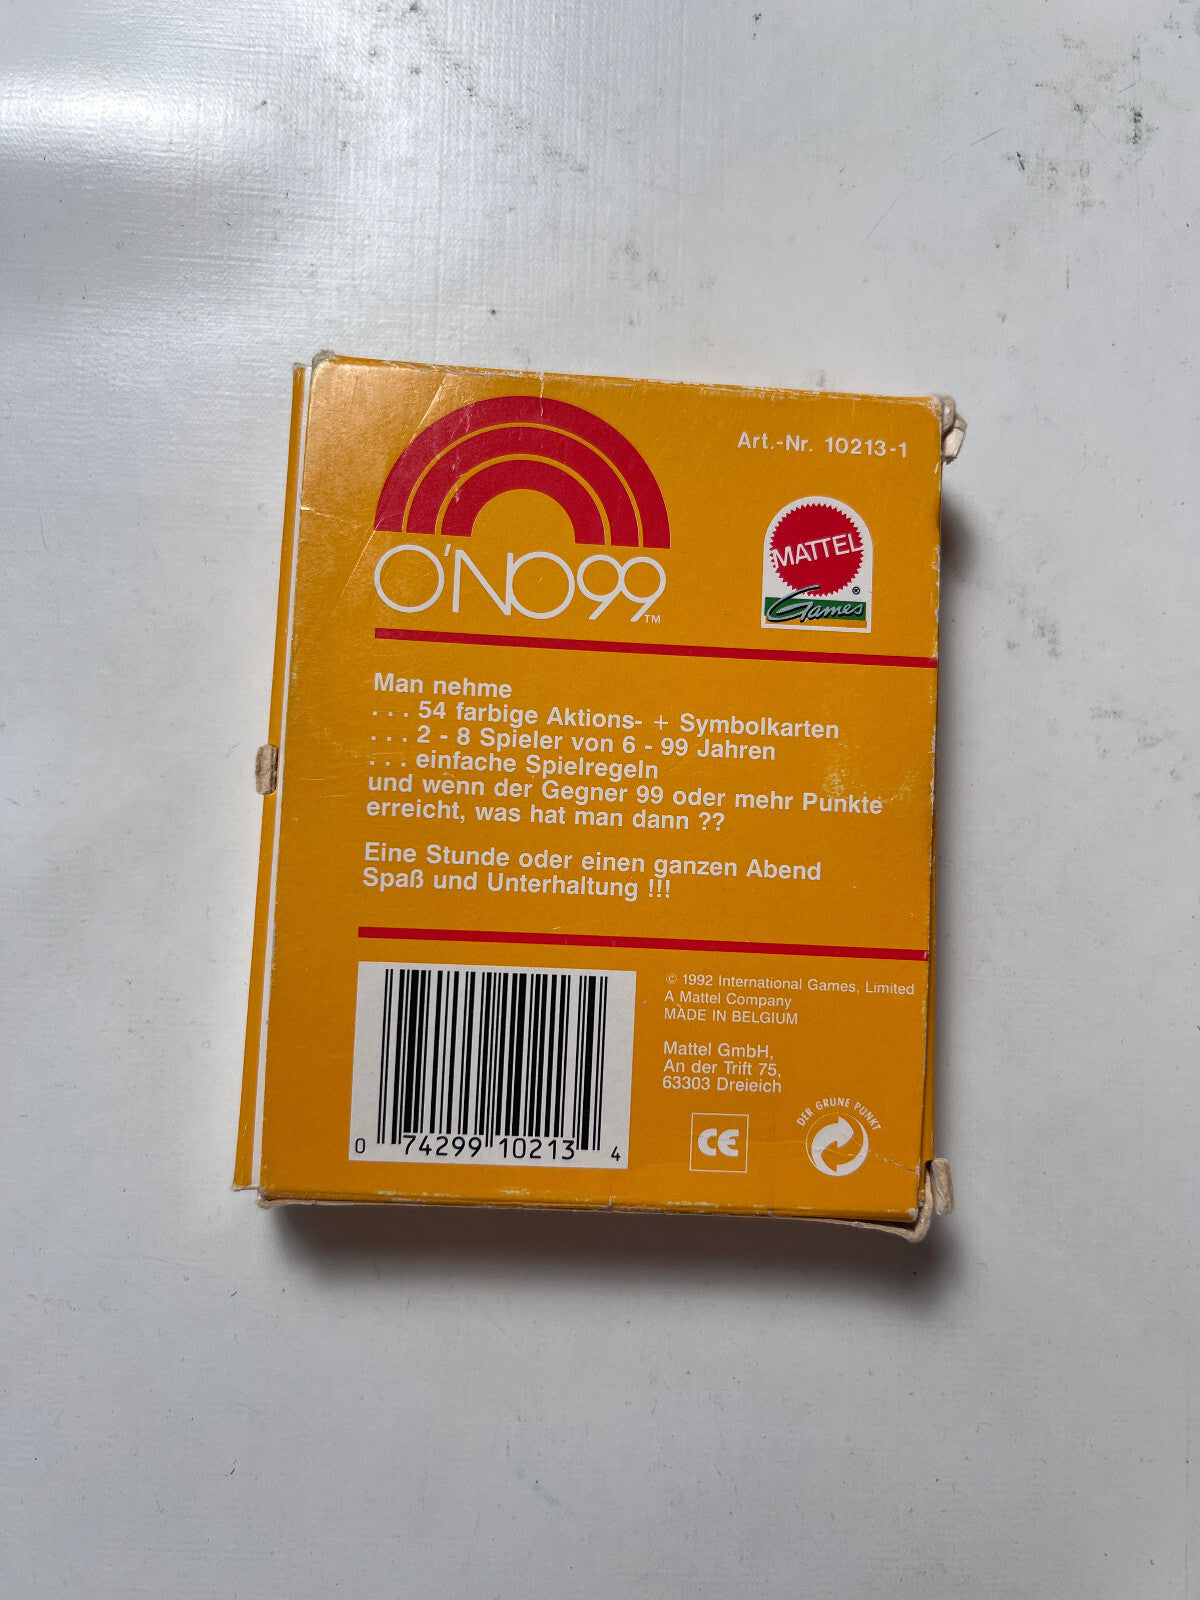 Art.-Nr. 10213-1
O'NO99™
MATTEL
Games®
Man nehme
. . . 54 farbige Aktions- + Symbolkarten
. . . 2 - 8 Spieler von 6 - 99 Jahren
. . . einfache Spielregeln
und wenn der Gegner 99 oder mehr Punkte
erreicht, was hat man dann ??
Eine Stunde oder einen ganzen Abend
Spaß und Unterhaltung !!!
© 1992 International Games, Limited
A Mattel Company
MADE IN BELGIUM
Mattel GmbH,
An der Trift 75,
63303 Dreieich
0 74299 10213 4
CE
DER GRÜNE PUNKT